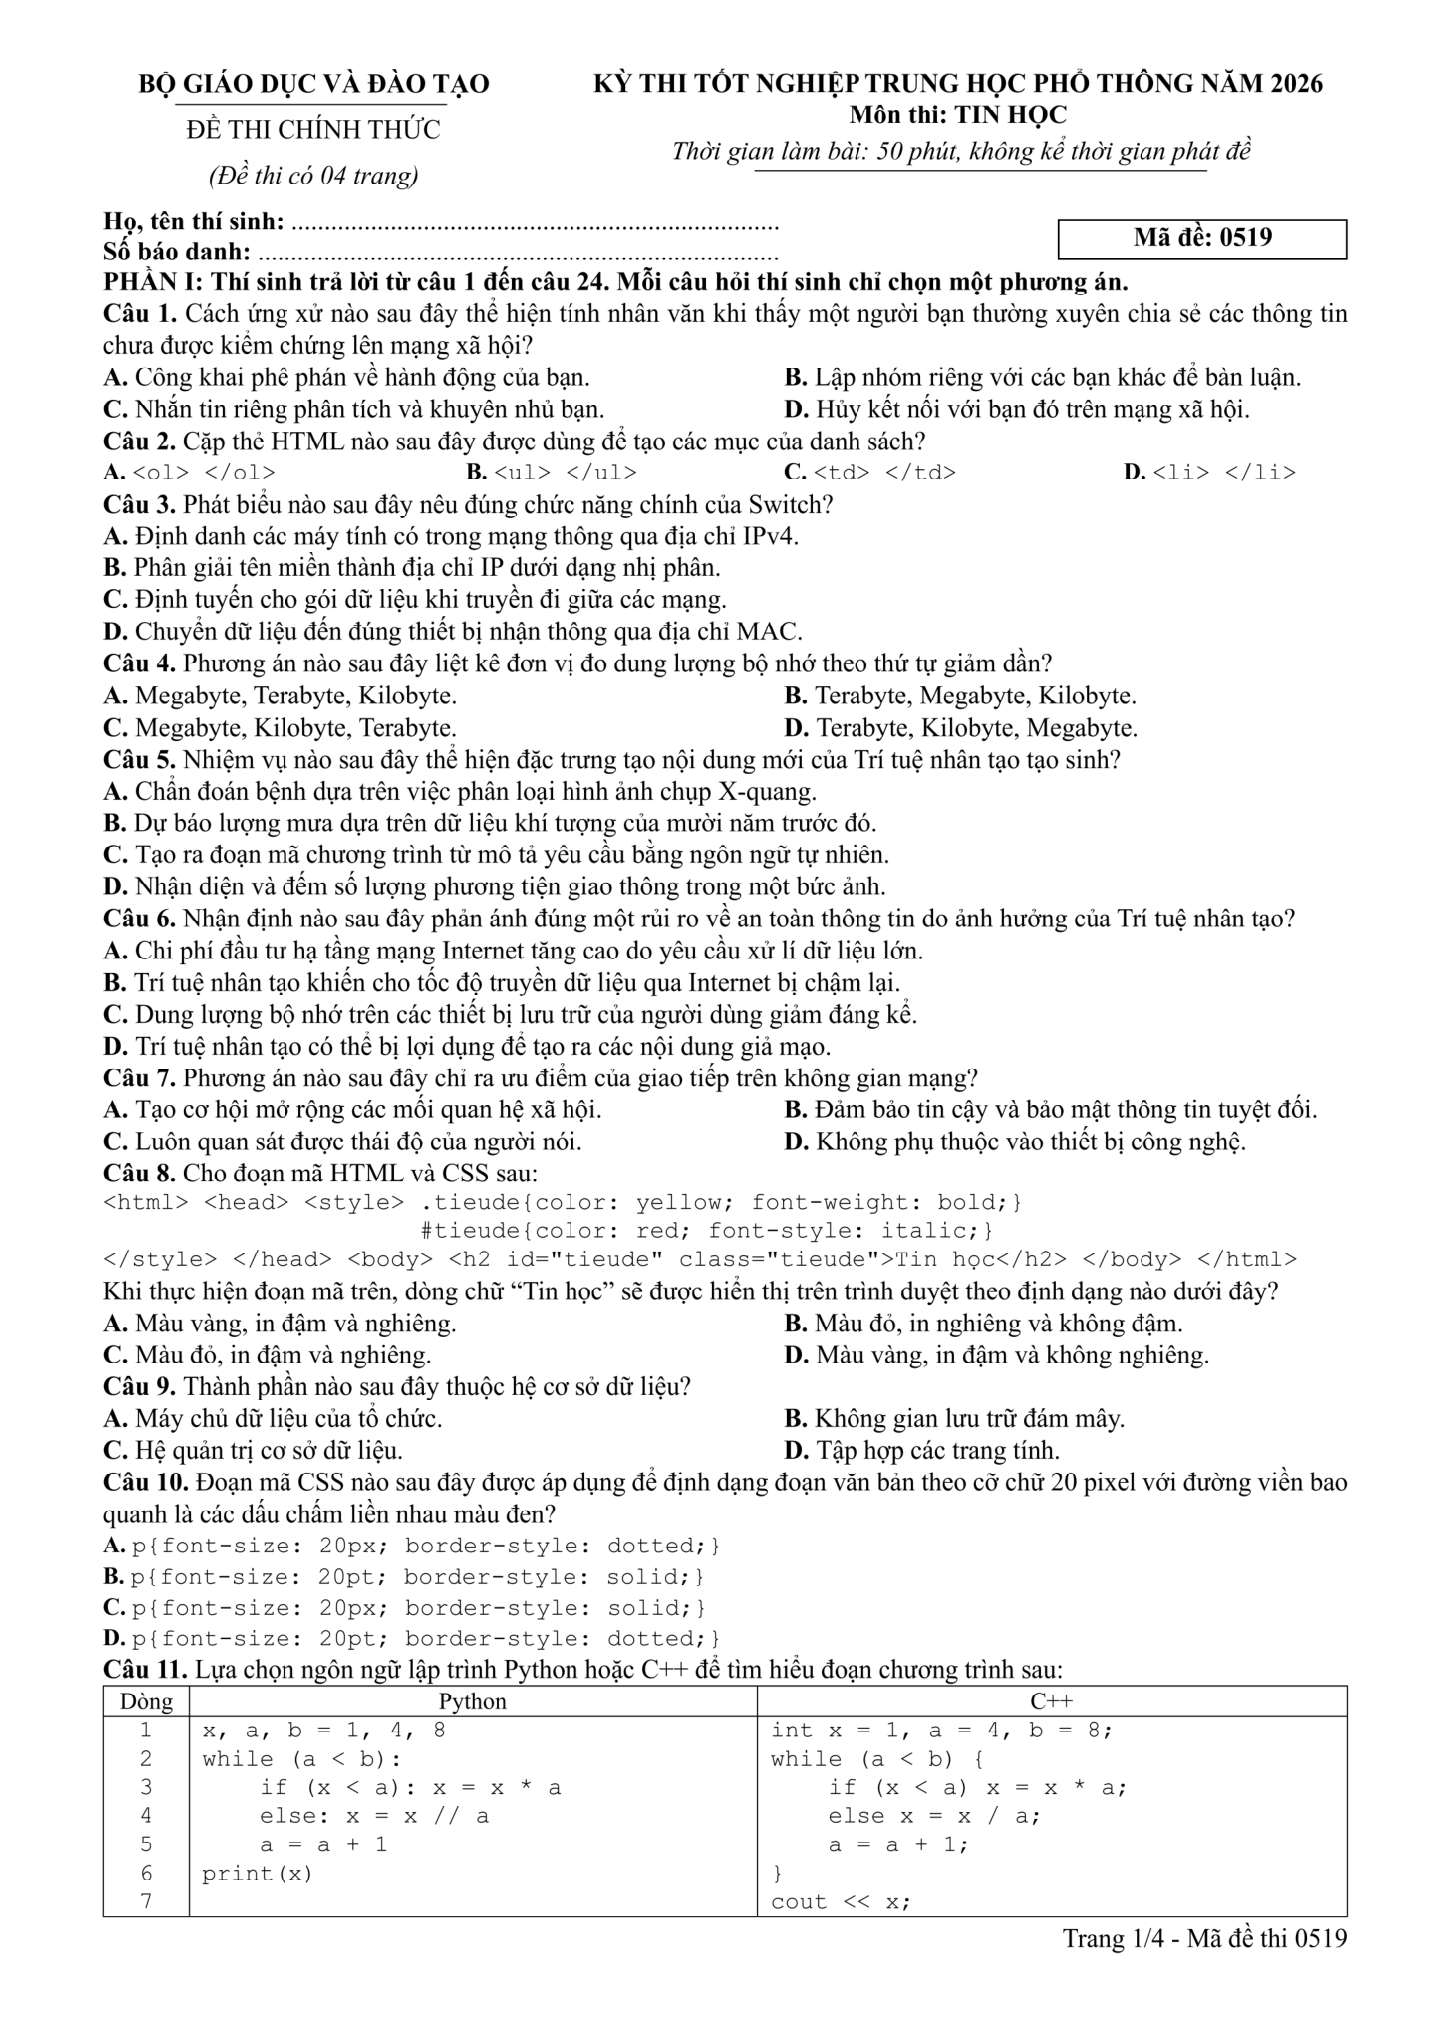 BỘ GIÁO DỤC VÀ ĐÀO TẠO
ĐỀ THI CHÍNH THỨC
(Đề thi có 04 trang)
KỲ THI TỐT NGHIỆP TRUNG HỌC PHỔ THÔNG NĂM 2026
Môn thi: TIN HỌC
Thời gian làm bài: 50 phút, không kể thời gian phát đề
Họ, tên thí sinh: ..........................................................................
Số báo danh: ..............................................................................
Mã đề: 0519
PHẦN I: Thí sinh trả lời từ câu 1 đến câu 24. Mỗi câu hỏi thí sinh chỉ chọn một phương án.
Câu 1. Cách ứng xử nào sau đây thể hiện tính nhân văn khi thấy một người bạn thường xuyên chia sẻ các thông tin
chưa được kiểm chứng lên mạng xã hội?
A. Công khai phê phán về hành động của bạn. B. Lập nhóm riêng với các bạn khác để bàn luận.
C. Nhắn tin riêng phân tích và khuyên nhủ bạn. D. Hủy kết nối với bạn đó trên mạng xã hội.
Câu 2. Cặp thẻ HTML nào sau đây được dùng để tạo các mục của danh sách?
A. <ol> </ol> B. <ul> </ul> C. <td> </td> D. <li> </li>
Câu 3. Phát biểu nào sau đây nêu đúng chức năng chính của Switch?
A. Định danh các máy tính có trong mạng thông qua địa chỉ IPv4.
B. Phân giải tên miền thành địa chỉ IP dưới dạng nhị phân.
C. Định tuyến cho gói dữ liệu khi truyền đi giữa các mạng.
D. Chuyển dữ liệu đến đúng thiết bị nhận thông qua địa chỉ MAC.
Câu 4. Phương án nào sau đây liệt kê đơn vị đo dung lượng bộ nhớ theo thứ tự giảm dần?
A. Megabyte, Terabyte, Kilobyte. B. Terabyte, Megabyte, Kilobyte.
C. Megabyte, Kilobyte, Terabyte. D. Terabyte, Kilobyte, Megabyte.
Câu 5. Nhiệm vụ nào sau đây thể hiện đặc trưng tạo nội dung mới của Trí tuệ nhân tạo tạo sinh?
A. Chẩn đoán bệnh dựa trên việc phân loại hình ảnh chụp X-quang.
B. Dự báo lượng mưa dựa trên dữ liệu khí tượng của mười năm trước đó.
C. Tạo ra đoạn mã chương trình từ mô tả yêu cầu bằng ngôn ngữ tự nhiên.
D. Nhận diện và đếm số lượng phương tiện giao thông trong một bức ảnh.
Câu 6. Nhận định nào sau đây phản ánh đúng một rủi ro về an toàn thông tin do ảnh hưởng của Trí tuệ nhân tạo?
A. Chi phí đầu tư hạ tầng mạng Internet tăng cao do yêu cầu xử lí dữ liệu lớn.
B. Trí tuệ nhân tạo khiến cho tốc độ truyền dữ liệu qua Internet bị chậm lại.
C. Dung lượng bộ nhớ trên các thiết bị lưu trữ của người dùng giảm đáng kể.
D. Trí tuệ nhân tạo có thể bị lợi dụng để tạo ra các nội dung giả mạo.
Câu 7. Phương án nào sau đây chỉ ra ưu điểm của giao tiếp trên không gian mạng?
A. Tạo cơ hội mở rộng các mối quan hệ xã hội. B. Đảm bảo tin cậy và bảo mật thông tin tuyệt đối.
C. Luôn quan sát được thái độ của người nói. D. Không phụ thuộc vào thiết bị công nghệ.
Câu 8. Cho đoạn mã HTML và CSS sau:
<html> <head> <style> .tieude{color: yellow; font-weight: bold;}
#tieude{color: red; font-style: italic;}
</style> </head> <body> <h2 id="tieude" class="tieude">Tin học</h2> </body> </html>
Khi thực hiện đoạn mã trên, dòng chữ “Tin học” sẽ được hiển thị trên trình duyệt theo định dạng nào dưới đây?
A. Màu vàng, in đậm và nghiêng. B. Màu đỏ, in nghiêng và không đậm.
C. Màu đỏ, in đậm và nghiêng. D. Màu vàng, in đậm và không nghiêng.
Câu 9. Thành phần nào sau đây thuộc hệ cơ sở dữ liệu?
A. Máy chủ dữ liệu của tổ chức. B. Không gian lưu trữ đám mây.
C. Hệ quản trị cơ sở dữ liệu. D. Tập hợp các trang tính.
Câu 10. Đoạn mã CSS nào sau đây được áp dụng để định dạng đoạn văn bản theo cỡ chữ 20 pixel với đường viền bao
quanh là các dấu chấm liền nhau màu đen?
A. p{font-size: 20px; border-style: dotted;}
B. p{font-size: 20pt; border-style: solid;}
C. p{font-size: 20px; border-style: solid;}
D. p{font-size: 20pt; border-style: dotted;}
Câu 11. Lựa chọn ngôn ngữ lập trình Python hoặc C++ để tìm hiểu đoạn chương trình sau:
Dòng Python C++
1 x, a, b = 1, 4, 8 int x = 1, a = 4, b = 8;
2 while (a < b): while (a < b) {
3 if (x < a): x = x * a if (x < a) x = x * a;
4 else: x = x // a else x = x / a;
5 a = a + 1 a = a + 1;
6 print(x) }
7 cout << x;
Trang 1/4 - Mã đề thi 0519